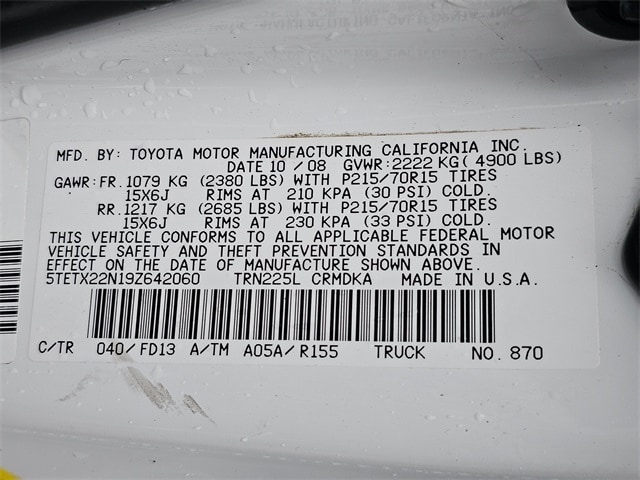 MFD. BY: TOYOTA MOTOR MANUFACTURING CALIFORNIA INC.
DATE 10 / 08 GVWR: 2222 KG( 4900 LBS)
GAWR: FR. 1079 KG (2380 LBS) WITH P215/70R15 TIRES
15X6J RIMS AT 210 KPA (30 PSI) COLD.
RR. 1217 KG (2685 LBS) WITH P215/70R15 TIRES
15X6J RIMS AT 230 KPA (33 PSI) COLD.
THIS VEHICLE CONFORMS TO ALL APPLICABLE FEDERAL MOTOR
VEHICLE SAFETY AND THEFT PREVENTION STANDARDS IN
EFFECT ON THE DATE OF MANUFACTURE SHOWN ABOVE.
5TETX22N19Z642060 TRN225L CRMDKA MADE IN U.S.A.
C/TR 040/FD13 A/TM A05A/R155 TRUCK NO. 870